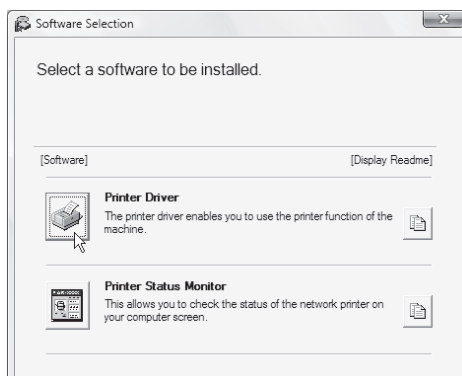 Software Selection
Select a software to be installed.
[Software] [Display Readme]
Printer Driver
The printer driver enables you to use the printer function of the
machine.
Printer Status Monitor
This allows you to check the status of the network printer on
your computer screen.